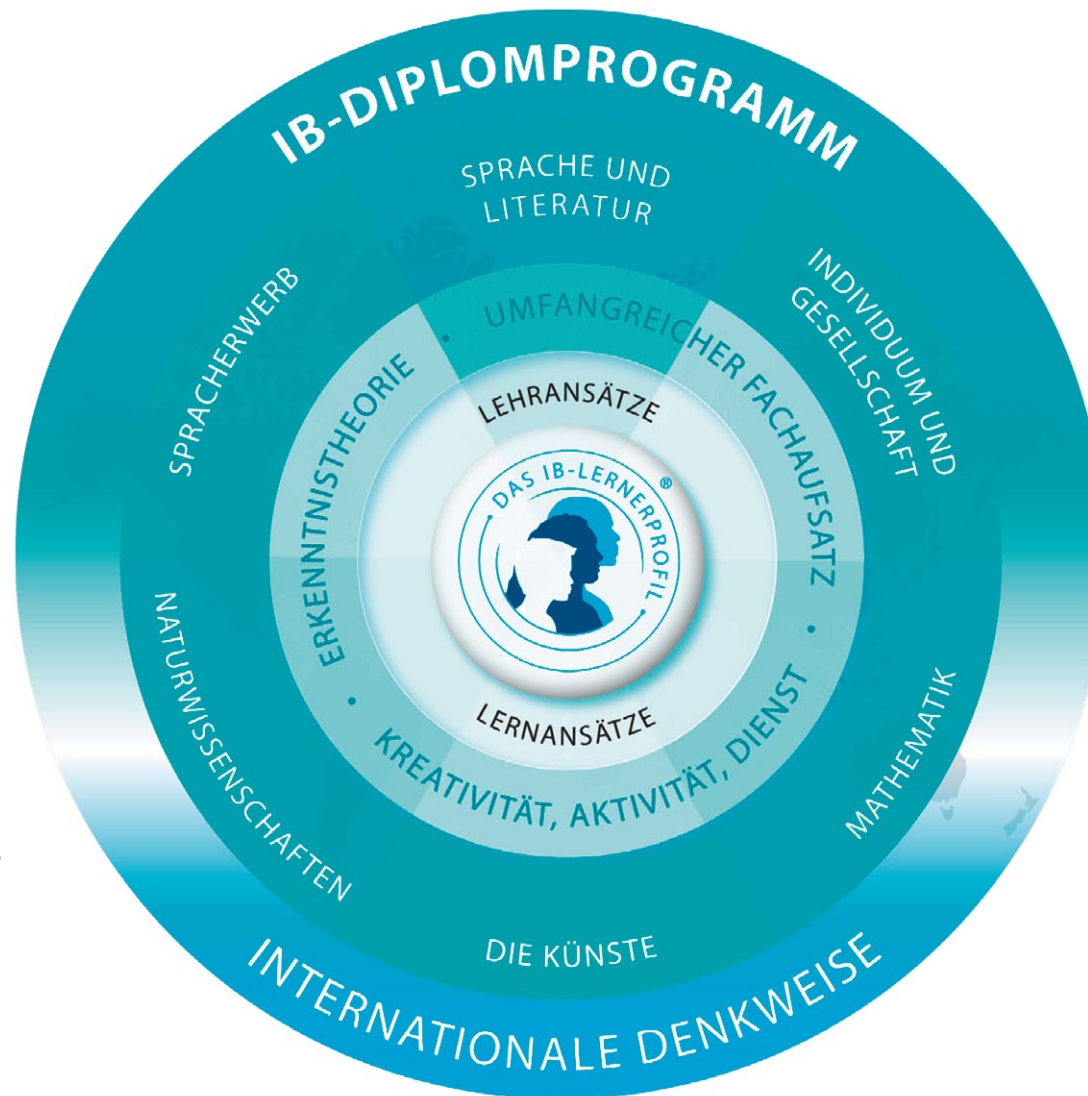 IB-DIPLOMPROGRAMM
SPRACHE UND
LITERATUR
INDIVIDUUM UND
GESELLSCHAFT
SPRACHERWERB
UMFANGREICHER FACHAUFSATZ
ERKENNTNISTHEORIE
LEHRANSÄTZE
DAS IB-LERNERPROFIL
®
LERNANSÄTZE
KREATIVITÄT, AKTIVITÄT, DIENST
NATURWISSENSCHAFTEN
MATHEMATIK
DIE KÜNSTE
INTERNATIONALE DENKWEISE